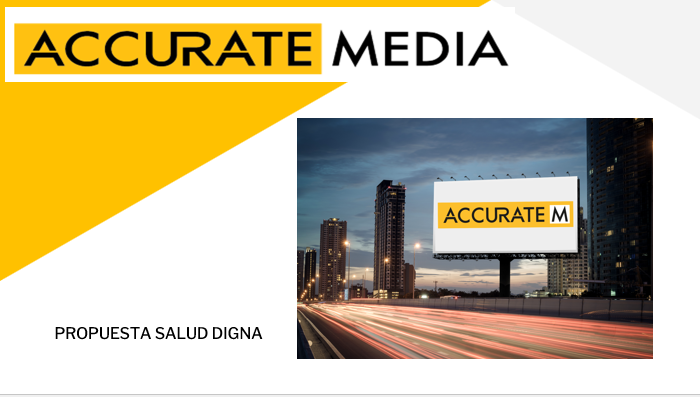 ACCURATE MEDIA
ACCURATE M
PROPUESTA SALUD DIGNA